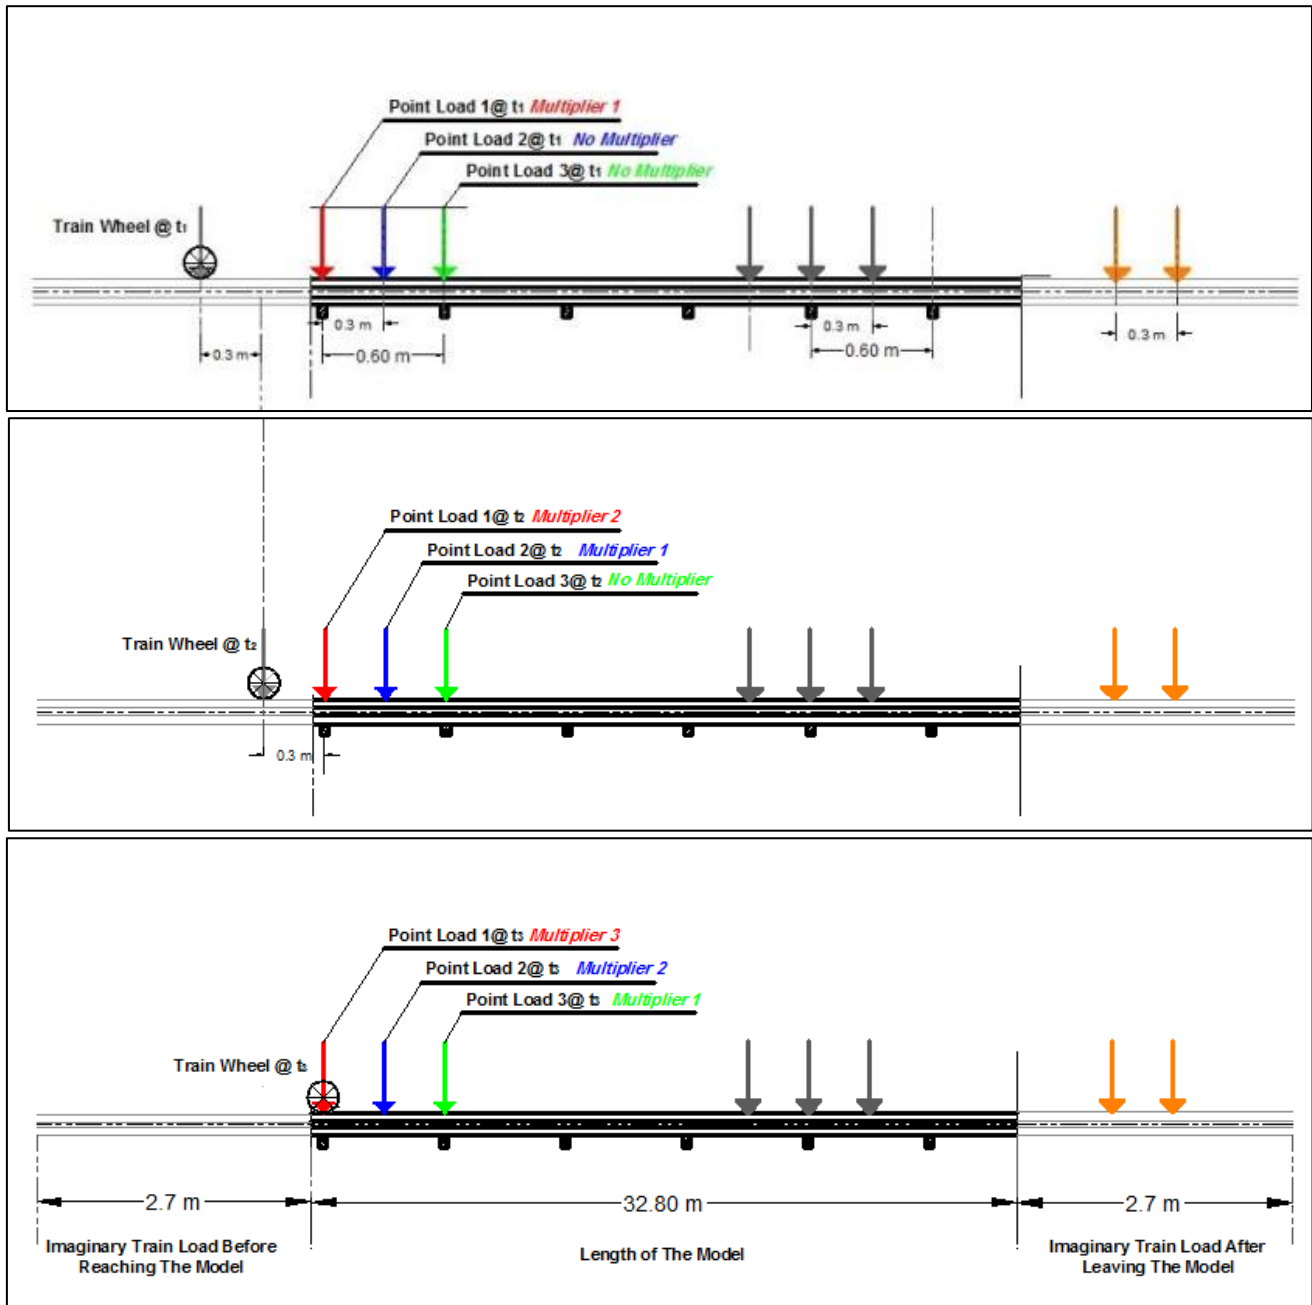 Point Load 1@ t1 Multiplier 1
Point Load 2@ t1 No Multiplier
Point Load 3@ t1 No Multiplier
Train Wheel @ t1
0.3 m
0.3 m
0.60 m
0.3 m
0.60 m
0.3 m
Point Load 1@ t2 Multiplier 2
Point Load 2@ t2 Multiplier 1
Point Load 3@ t2 No Multiplier
Train Wheel @ t2
0.3 m
Point Load 1@ t3 Multiplier 3
Point Load 2@ t3 Multiplier 2
Point Load 3@ t3 Multiplier 1
Train Wheel @ t3
2.7 m
32.80 m
2.7 m
Imaginary Train Load Before
Reaching The Model
Length of The Model
Imaginary Train Load After
Leaving The Model